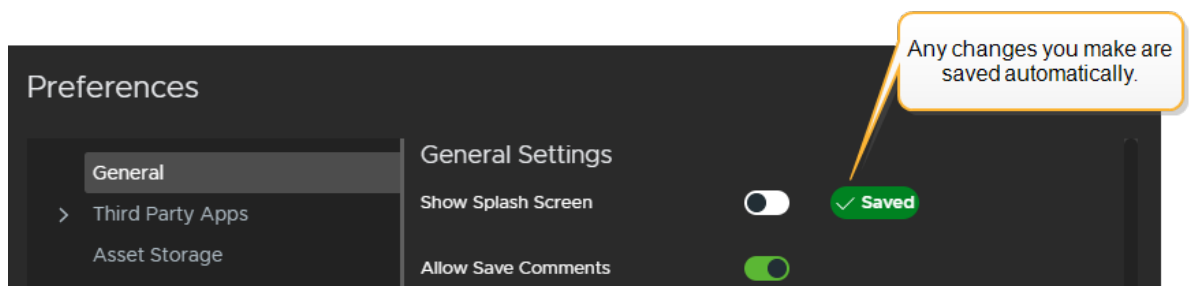 Any changes you make are
saved automatically.
Preferences
General
Third Party Apps
Asset Storage
General Settings
Show Splash Screen
Saved
Allow Save Comments